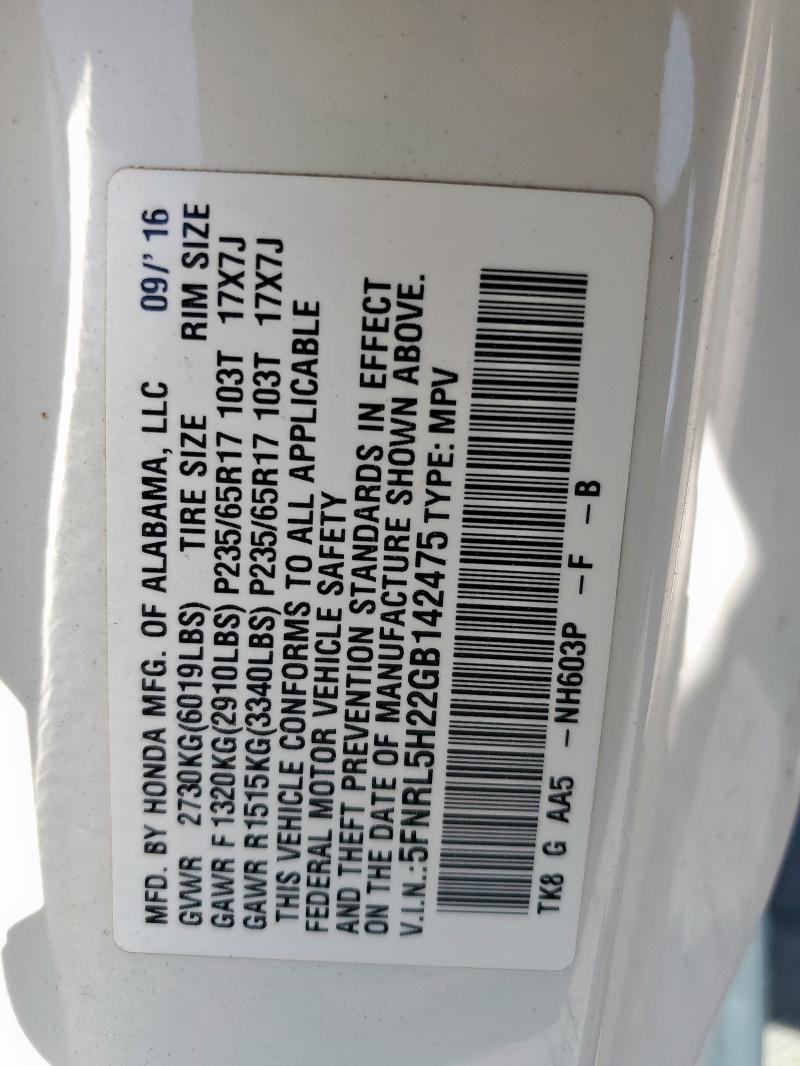 MFD. BY HONDA MFG. OF ALABAMA, LLC 09/' 16
GVWR 2730KG(6019LBS) TIRE SIZE RIM SIZE
GAWR F 1320KG(2910LBS) P235/65R17 103T 17X7J
GAWR R1515KG(3340LBS) P235/65R17 103T 17X7J
THIS VEHICLE CONFORMS TO ALL APPLICABLE
FEDERAL MOTOR VEHICLE SAFETY
AND THEFT PREVENTION STANDARDS IN EFFECT
ON THE DATE OF MANUFACTURE SHOWN ABOVE.
V.I.N.:5FNRL5H22GB142475 TYPE: MPV
TK8 G AA5 -NH603P -F -B